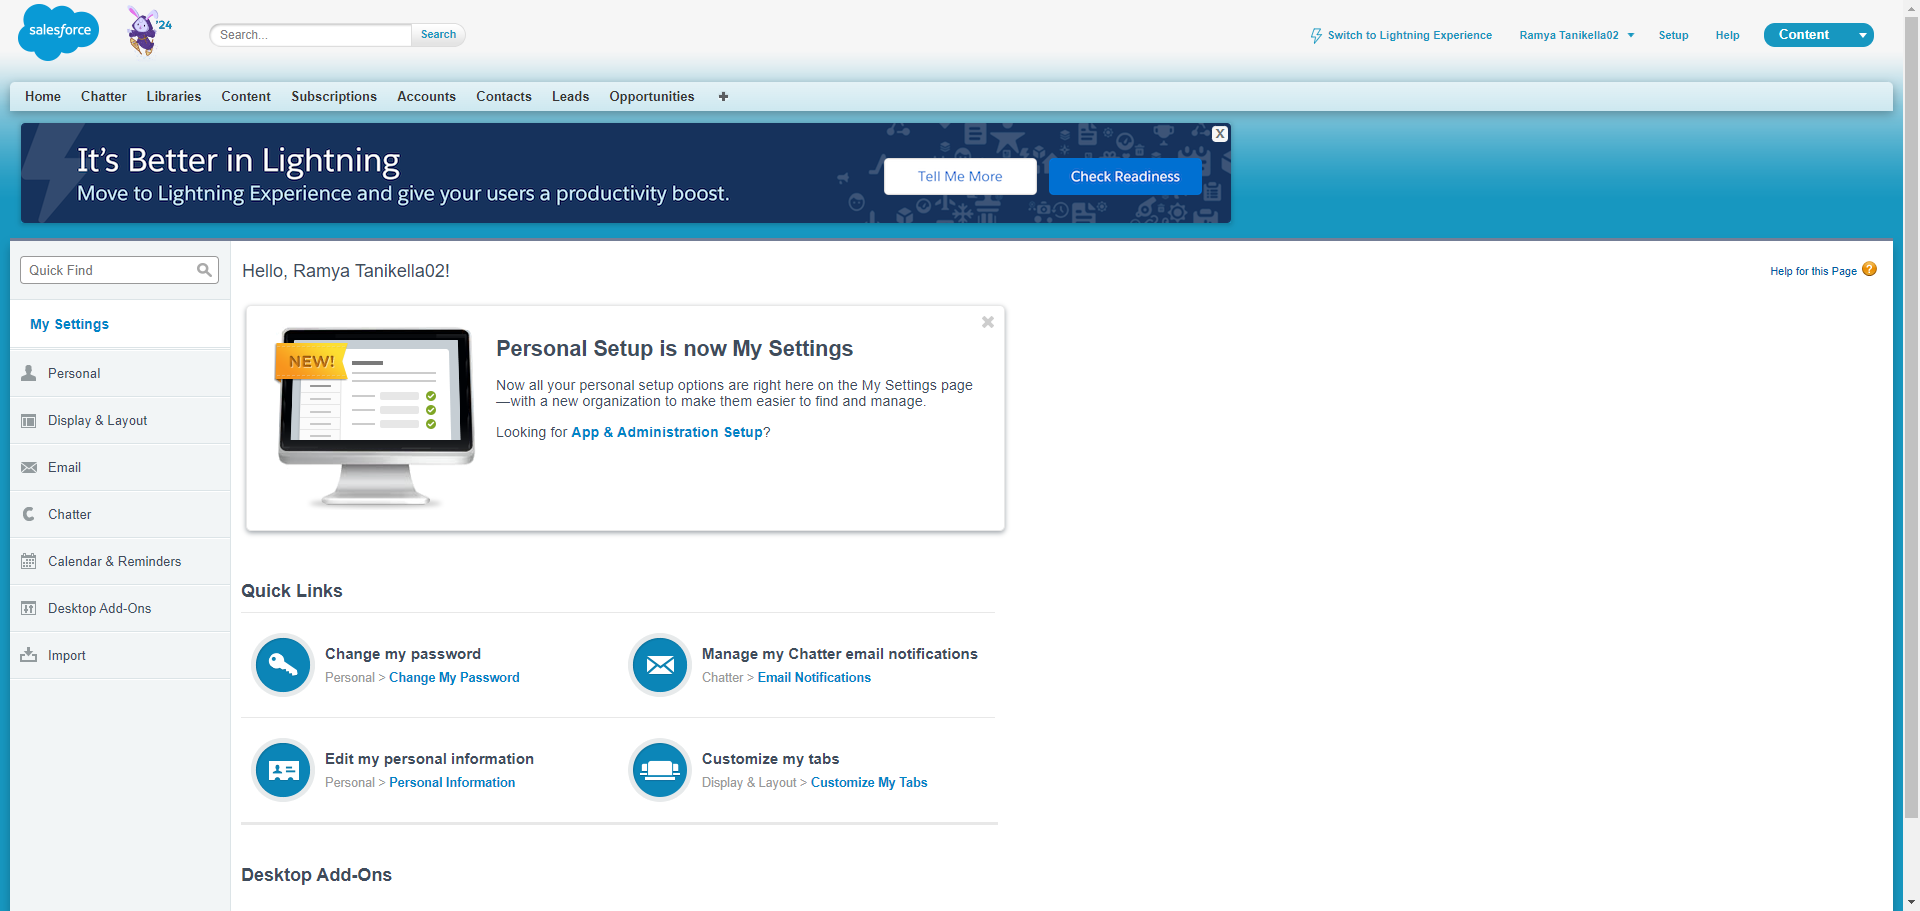 salesforce
'24
Search...
Search
Switch to Lightning Experience
Ramya Tanikella02
Setup
Help
Content
Home
Chatter
Libraries
Content
Subscriptions
Accounts
Contacts
Leads
Opportunities
+
It's Better in Lightning
Move to Lightning Experience and give your users a productivity boost.
Tell Me More
Check Readiness
X
Quick Find
My Settings
Personal
Display & Layout
Email
Chatter
Calendar & Reminders
Desktop Add-Ons
Import
Hello, Ramya Tanikella02!
Help for this Page ?
NEW!
Personal Setup is now My Settings
Now all your personal setup options are right here on the My Settings page
—with a new organization to make them easier to find and manage.
Looking for App & Administration Setup?
Quick Links
Change my password
Personal > Change My Password
Manage my Chatter email notifications
Chatter > Email Notifications
Edit my personal information
Personal > Personal Information
Customize my tabs
Display & Layout > Customize My Tabs
Desktop Add-Ons